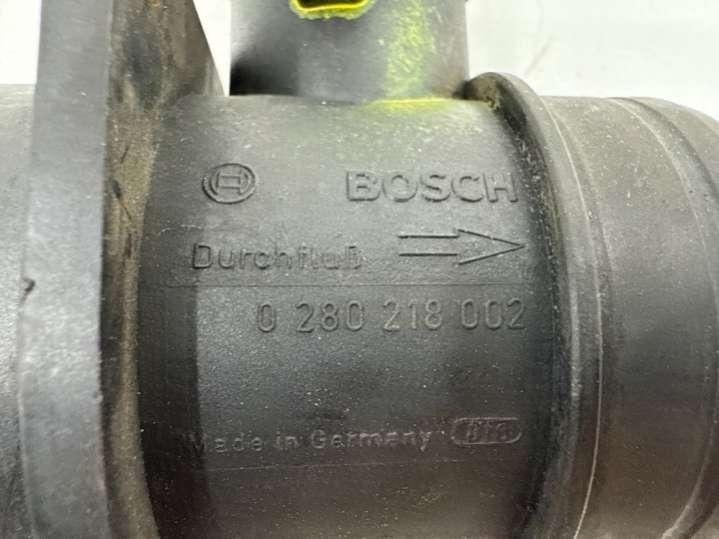 BOSCH
Durchfluß
0 280 218 002
Made in Germany